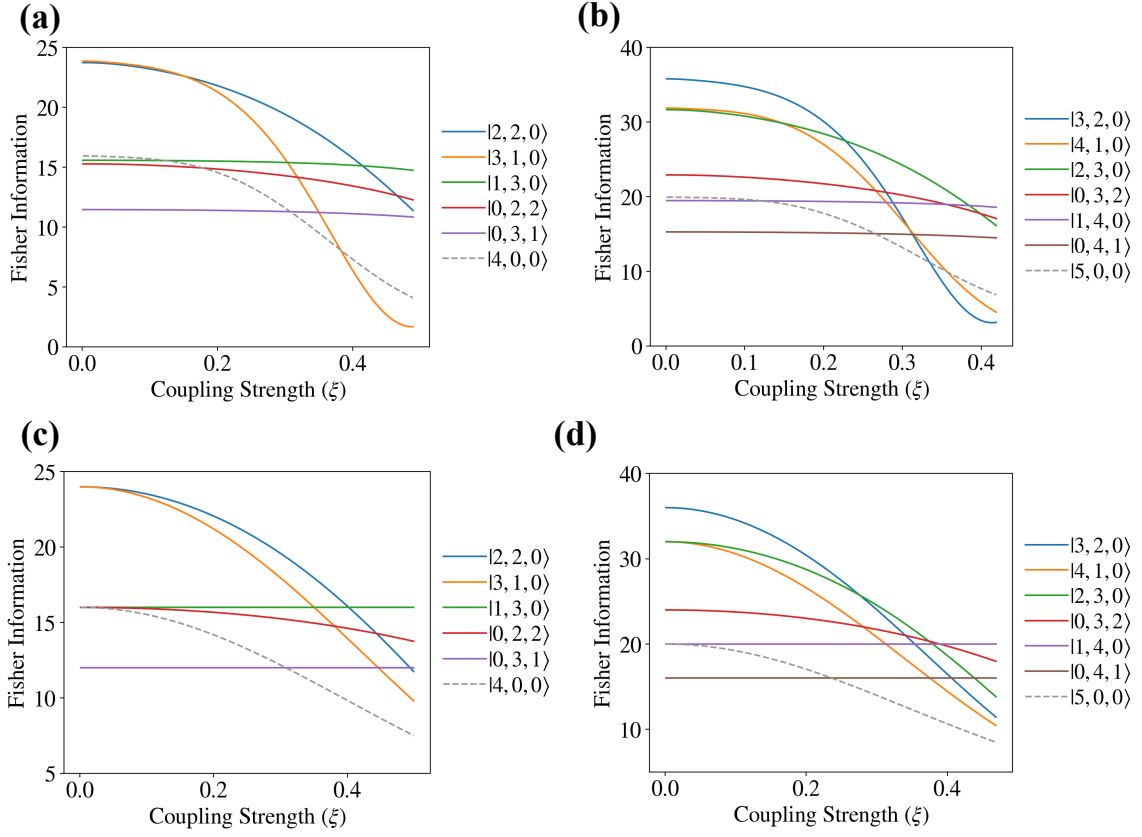 (a)
25
20
15
10
5
0
Fisher Information
0.0 0.2 0.4
Coupling Strength (ξ)
|2, 2, 0⟩
|3, 1, 0⟩
|1, 3, 0⟩
|0, 2, 2⟩
|0, 3, 1⟩
|4, 0, 0⟩
(b)
40
30
20
10
0
Fisher Information
0.0 0.1 0.2 0.3 0.4
Coupling Strength (ξ)
|3, 2, 0⟩
|4, 1, 0⟩
|2, 3, 0⟩
|0, 3, 2⟩
|1, 4, 0⟩
|0, 4, 1⟩
|5, 0, 0⟩
(c)
25
20
15
10
5
Fisher Information
0.0 0.2 0.4
Coupling Strength (ξ)
|2, 2, 0⟩
|3, 1, 0⟩
|1, 3, 0⟩
|0, 2, 2⟩
|0, 3, 1⟩
|4, 0, 0⟩
(d)
40
30
20
10
Fisher Information
0.0 0.2 0.4
Coupling Strength (ξ)
|3, 2, 0⟩
|4, 1, 0⟩
|2, 3, 0⟩
|0, 3, 2⟩
|1, 4, 0⟩
|0, 4, 1⟩
|5, 0, 0⟩